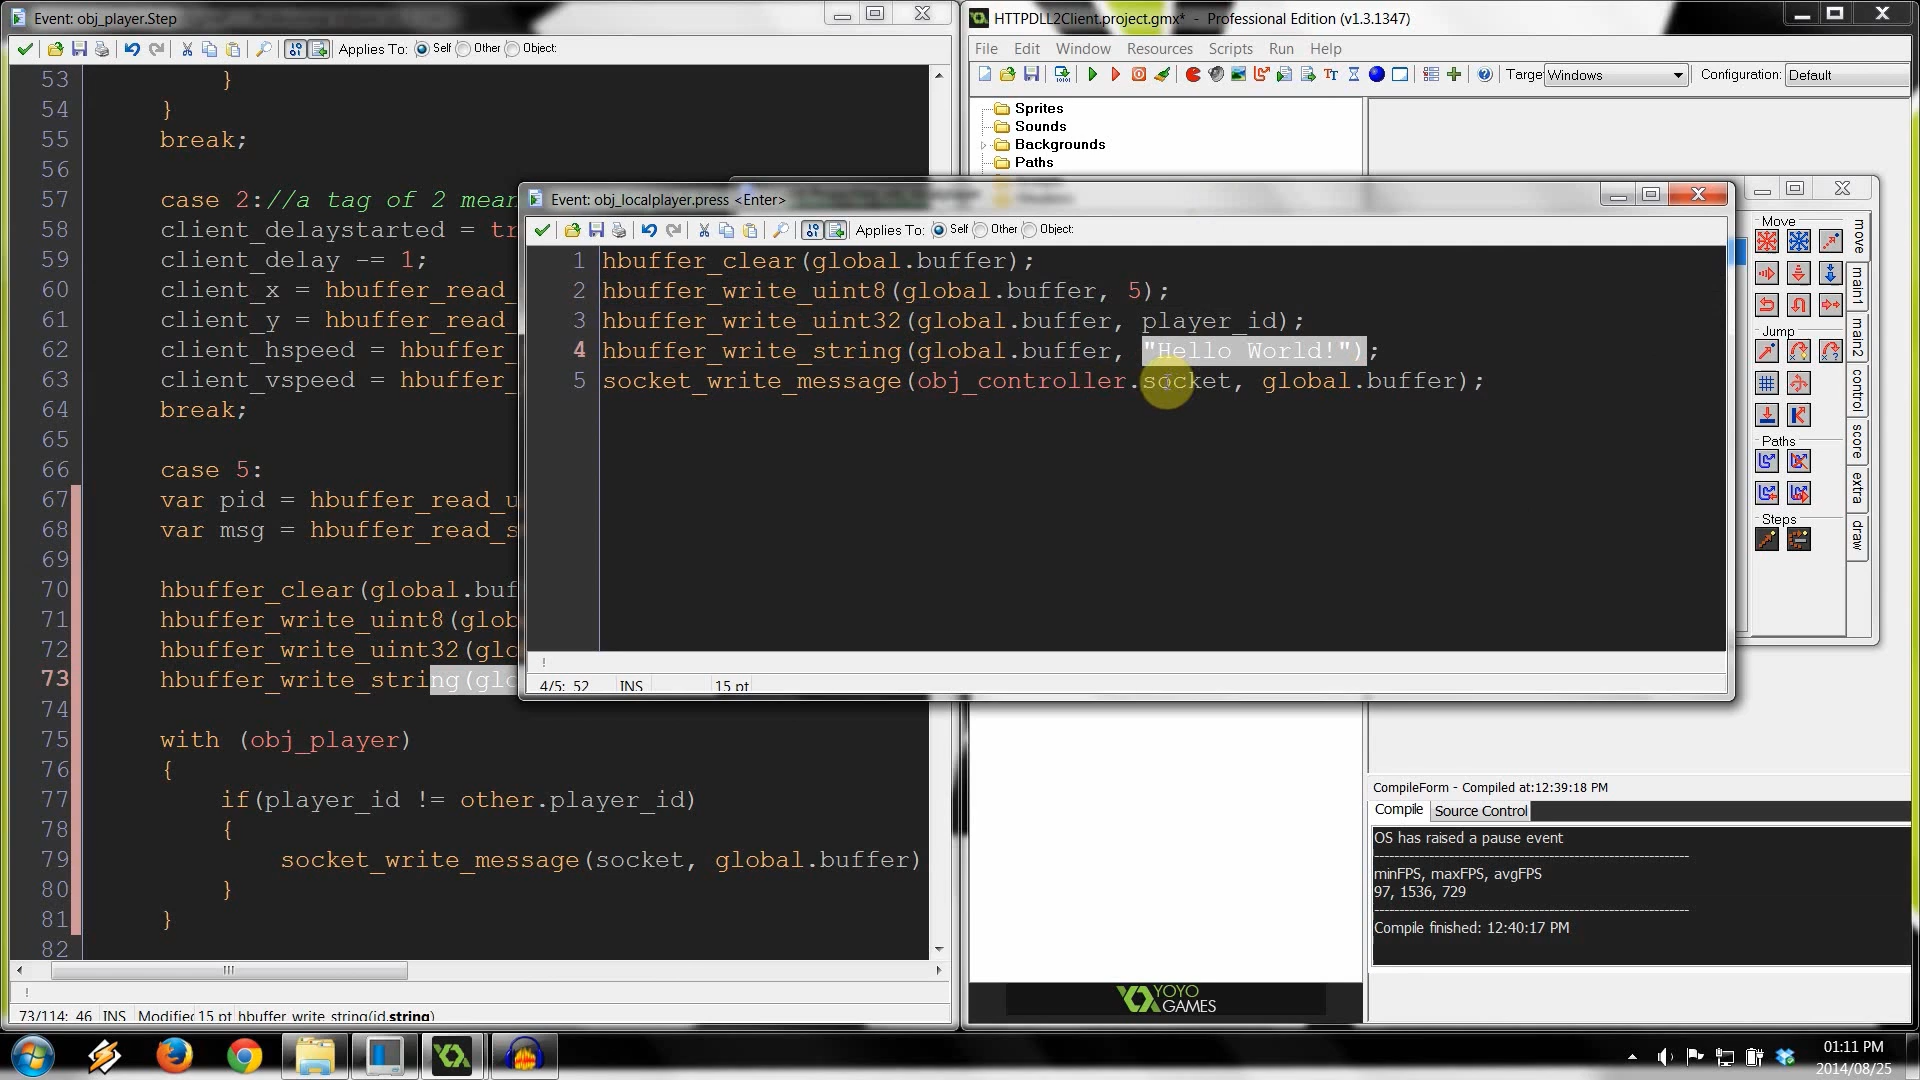 Event: obj_player.Step
Applies To: Self Other Object:
53 }
54 }
55 break;
56
57 case 2://a tag of 2 mean
58 client_delaystarted = tr
59 client_delay -= 1;
60 client_x = hbuffer_read_
61 client_y = hbuffer_read_
62 client_hspeed = hbuffer_
63 client_vspeed = hbuffer_
64 break;
65
66 case 5:
67 var pid = hbuffer_read_u
68 var msg = hbuffer_read_s
69
70 hbuffer_clear(global.buf
71 hbuffer_write_uint8(glob
72 hbuffer_write_uint32(glo
73 hbuffer_write_string(glo
74
75 with (obj_player)
76 {
77 if(player_id != other.player_id)
78 {
79 socket_write_message(socket, global.buffer)
80 }
81 }
82
!
73/114: 46 INS Modified 15 pt hbuffer_write_string(id,string)
HTTPDLL2Client.project.gmx* - Professional Edition (v1.3.1347)
File Edit Window Resources Scripts Run Help
Target Windows Configuration: Default
Sprites
Sounds
Backgrounds
Paths
Event: obj_localplayer.press <Enter>
Applies To: Self Other Object:
1 hbuffer_clear(global.buffer);
2 hbuffer_write_uint8(global.buffer, 5);
3 hbuffer_write_uint32(global.buffer, player_id);
4 hbuffer_write_string(global.buffer, "Hello World!");
5 socket_write_message(obj_controller.socket, global.buffer);
!
4/5: 52 INS 15 pt
Move
Jump
Paths
Steps
move
main1
main2
control
score
extra
draw
CompileForm - Compiled at:12:39:18 PM
Compile Source Control
OS has raised a pause event
minFPS, maxFPS, avgFPS
97, 1536, 729
Compile finished: 12:40:17 PM
YOYO
GAMES
01:11 PM
2014/08/25